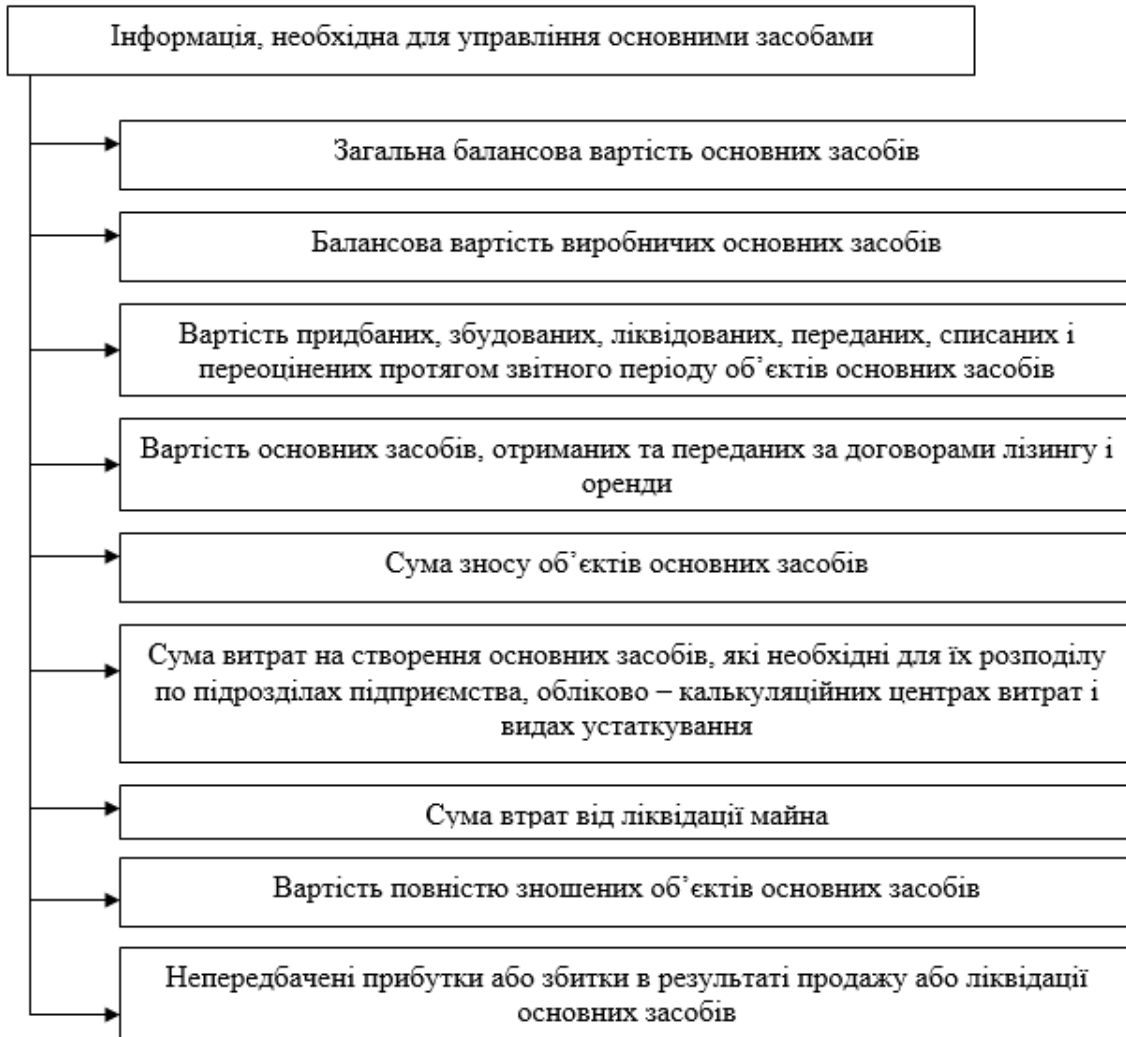 Інформація, необхідна для управління основними засобами
Загальна балансова вартість основних засобів
Балансова вартість виробничих основних засобів
Вартість придбаних, збудованих, ліквідованих, переданих, списаних і
переоцінених протягом звітного періоду об’єктів основних засобів
Вартість основних засобів, отриманих та переданих за договорами лізингу і
оренди
Сума зносу об’єктів основних засобів
Сума витрат на створення основних засобів, які необхідні для їх розподілу
по підрозділах підприємства, обліково – калькуляційних центрах витрат і
видах устаткування
Сума втрат від ліквідації майна
Вартість повністю зношених об’єктів основних засобів
Непередбачені прибутки або збитки в результаті продажу або ліквідації
основних засобів